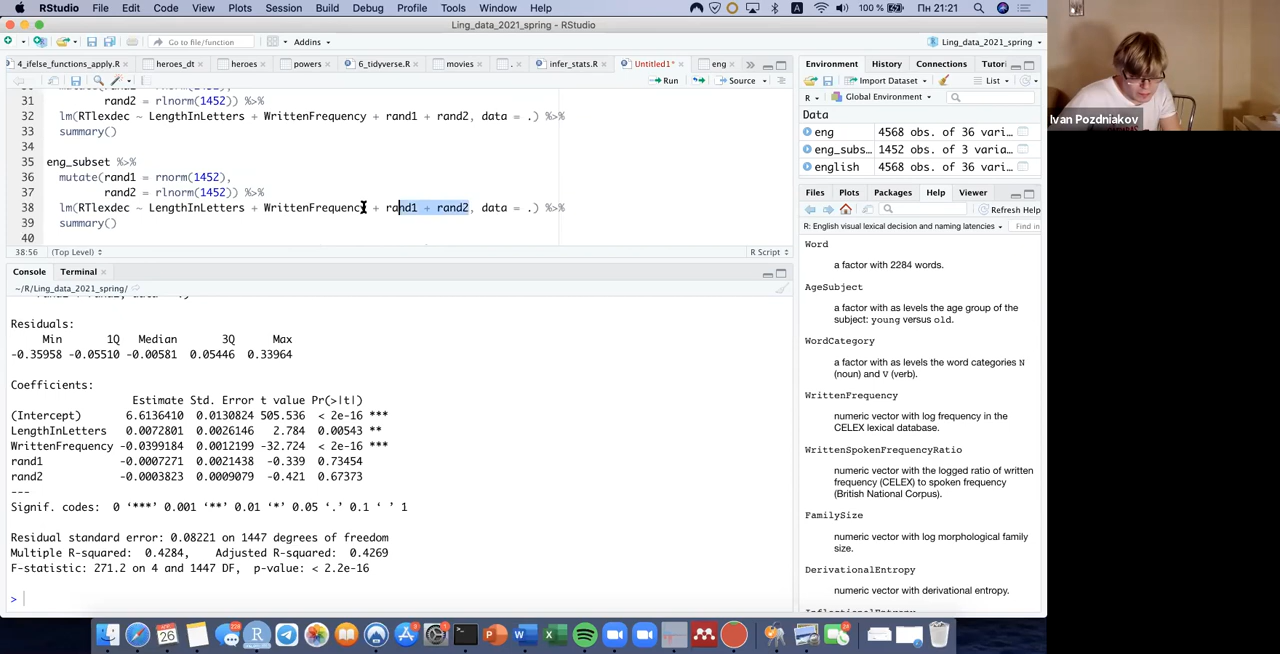 RStudio File Edit Code View Plots Session Build Debug Profile Tools Window Help 100 % Пн 21:21
Ling_data_2021_spring - RStudio
Go to file/function Addins Ling_data_2021_spring
4_ifelse_functions_apply.R × heroes_dt × heroes × powers × 6_tidyverse.R × movies × . × infer_stats.R × Untitled1* × eng ×
Run Source
31 rand2 = rlnorm(1452)) %>%
32 lm(RTlexdec ~ LengthInLetters + WrittenFrequency + rand1 + rand2, data = .) %>%
33 summary()
34
35 eng_subset %>%
36 mutate(rand1 = rnorm(1452),
37 rand2 = rlnorm(1452)) %>%
38 lm(RTlexdec ~ LengthInLetters + WrittenFrequency + rand1 + rand2, data = .) %>%
39 summary()
40
38:56 (Top Level) R Script
Console Terminal ×
~/R/Ling_data_2021_spring/
Residuals:
Min 1Q Median 3Q Max
-0.35958 -0.05510 -0.00581 0.05446 0.33964
Coefficients:
Estimate Std. Error t value Pr(>|t|)
(Intercept) 6.6136410 0.0130824 505.536 < 2e-16 ***
LengthInLetters 0.0072801 0.0026146 2.784 0.00543 **
WrittenFrequency -0.0399184 0.0012199 -32.724 < 2e-16 ***
rand1 -0.0007271 0.0021438 -0.339 0.73454
rand2 -0.0003823 0.0009079 -0.421 0.67373
---
Signif. codes: 0 ‘***’ 0.001 ‘**’ 0.01 ‘*’ 0.05 ‘.’ 0.1 ‘ ’ 1
Residual standard error: 0.08221 on 1447 degrees of freedom
Multiple R-squared: 0.4284, Adjusted R-squared: 0.4269
F-statistic: 271.2 on 4 and 1447 DF, p-value: < 2.2e-16
>
Environment History Connections Tutori
Import Dataset List
R Global Environment
Data
eng 4568 obs. of 36 vari…
eng_subs… 1452 obs. of 3 varia…
english 4568 obs. of 36 vari…
Files Plots Packages Help Viewer
Refresh Help
R: English visual lexical decision and naming latencies Find in
Word
a factor with 2284 words.
AgeSubject
a factor with as levels the age group of the
subject: young versus old.
WordCategory
a factor with as levels the word categories N
(noun) and V (verb).
WrittenFrequency
numeric vector with log frequency in the
CELEX lexical database.
WrittenSpokenFrequencyRatio
numeric vector with the logged ratio of written
frequency (CELEX) to spoken frequency
(British National Corpus).
FamilySize
numeric vector with log morphological family
size.
DerivationalEntropy
numeric vector with derivational entropy.
Ivan Pozdniakov